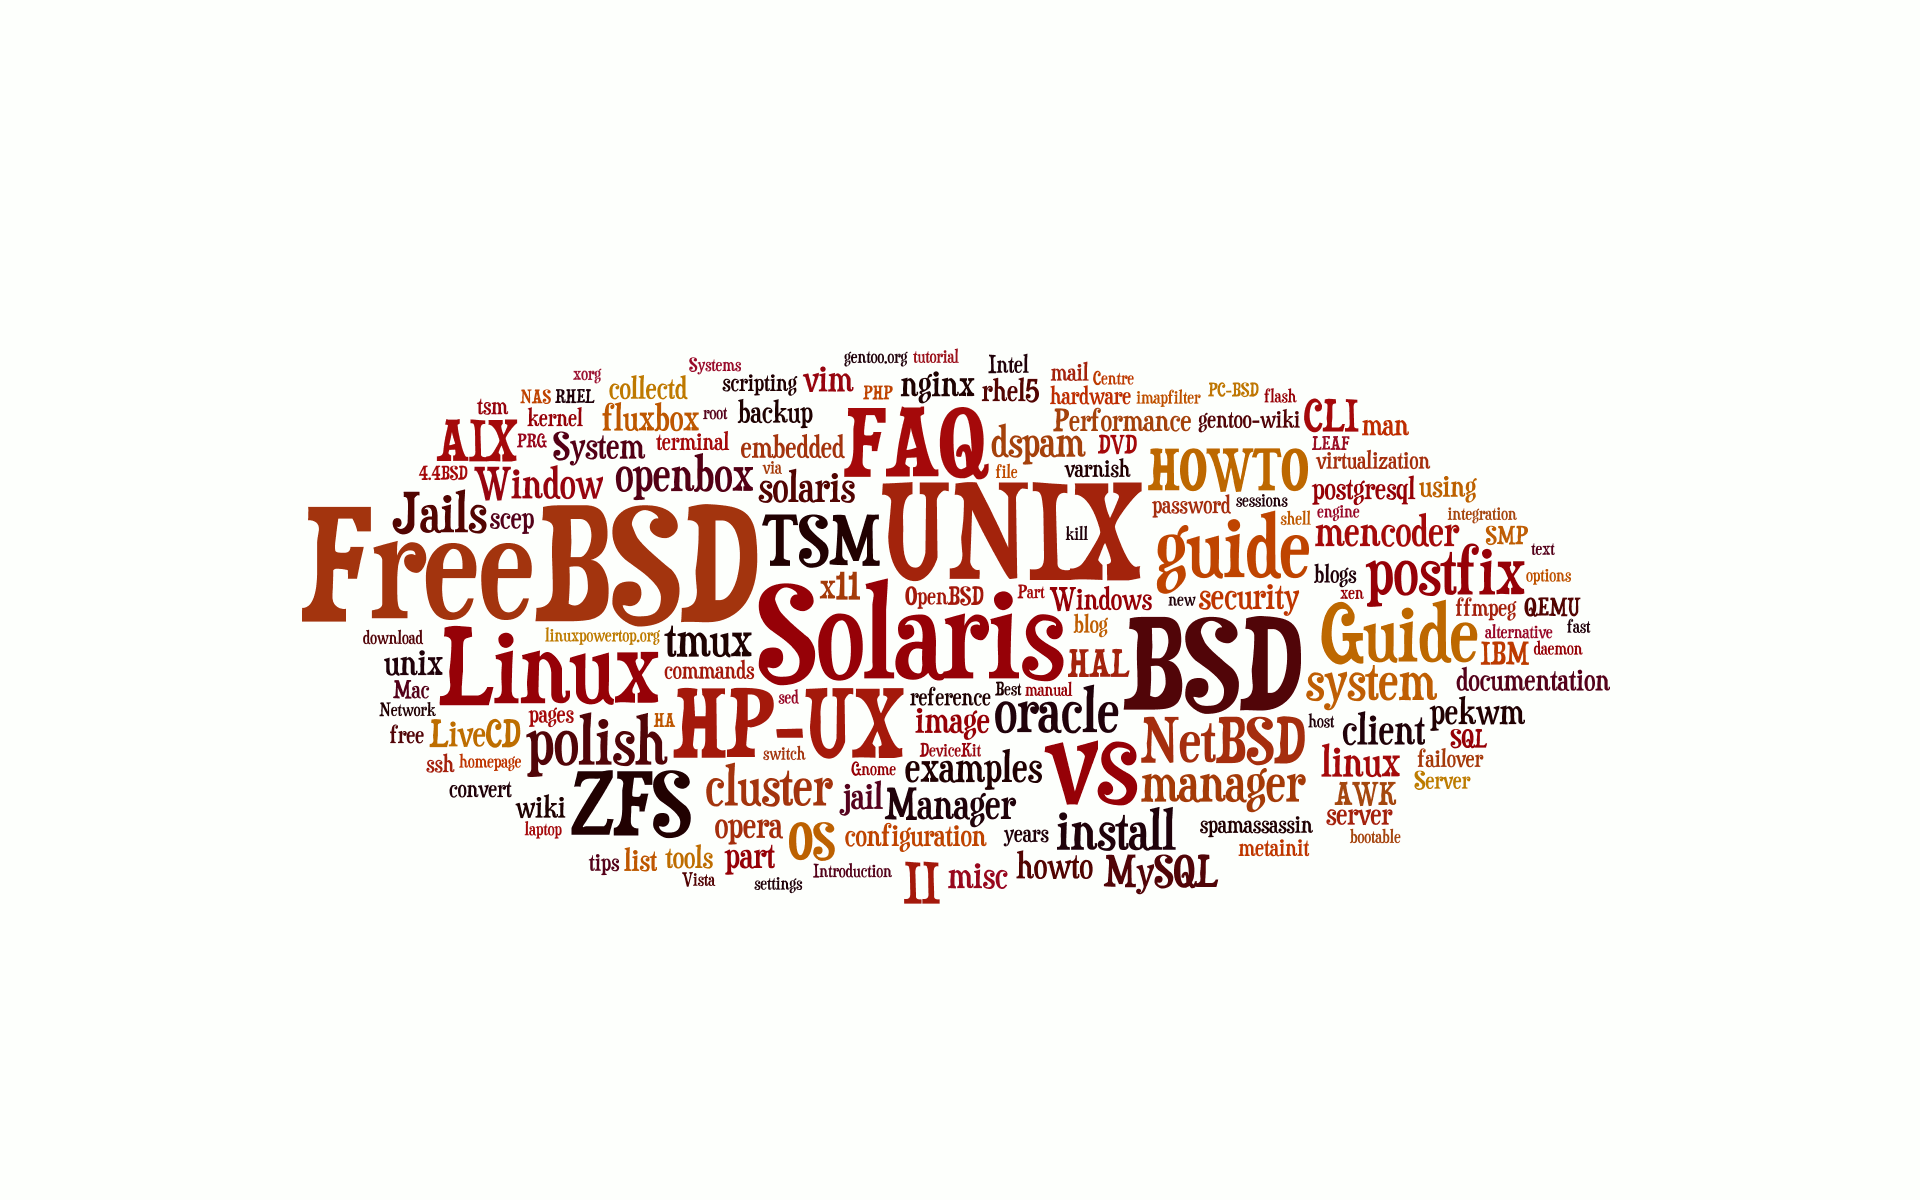 gentoo.org tutorial
Systems
Intel
xorg
scripting
vim
nginx
mail
Centre
NAS
RHEL
collectd
PHP
rhel5
hardware
imapfilter
PC-BSD
flash
tsm
kernel
fluxbox
root
backup
FAQ
Performance
gentoo-wiki
CLI
man
AIX
PRG
System
terminal
embedded
dspam
DVD
LEAF
4.4BSD
Window
openbox
via
solaris
file
varnish
HOWTO
virtualization
Jails
scep
UNIX
password
sessions
postgresql
using
FreeBSD
TSM
kill
guide
shell
engine
integration
mencoder
SMP
text
x11
OpenBSD
Part
Windows
new
security
blogs
xen
postfix
options
download
linuxpowertop.org
tmux
Solaris
blog
BSD
Guide
ffmpeg
QEMU
alternative
fast
unix
Linux
commands
HAL
IBM
daemon
Mac
sed
reference
Best
manual
system
documentation
Network
pages
HA
HP-UX
image
oracle
host
pekwm
free
LiveCD
polish
switch
DeviceKit
vs
NetBSD
client
SQL
ssh
homepage
Gnome
examples
linux
failover
convert
ZFS
cluster
jail
Manager
manager
AWK
Server
wiki
server
laptop
opera
OS
configuration
years
install
spamassassin
bootable
tips
list
tools
part
metainit
Vista
settings
Introduction
II
misc
howto
MySQL